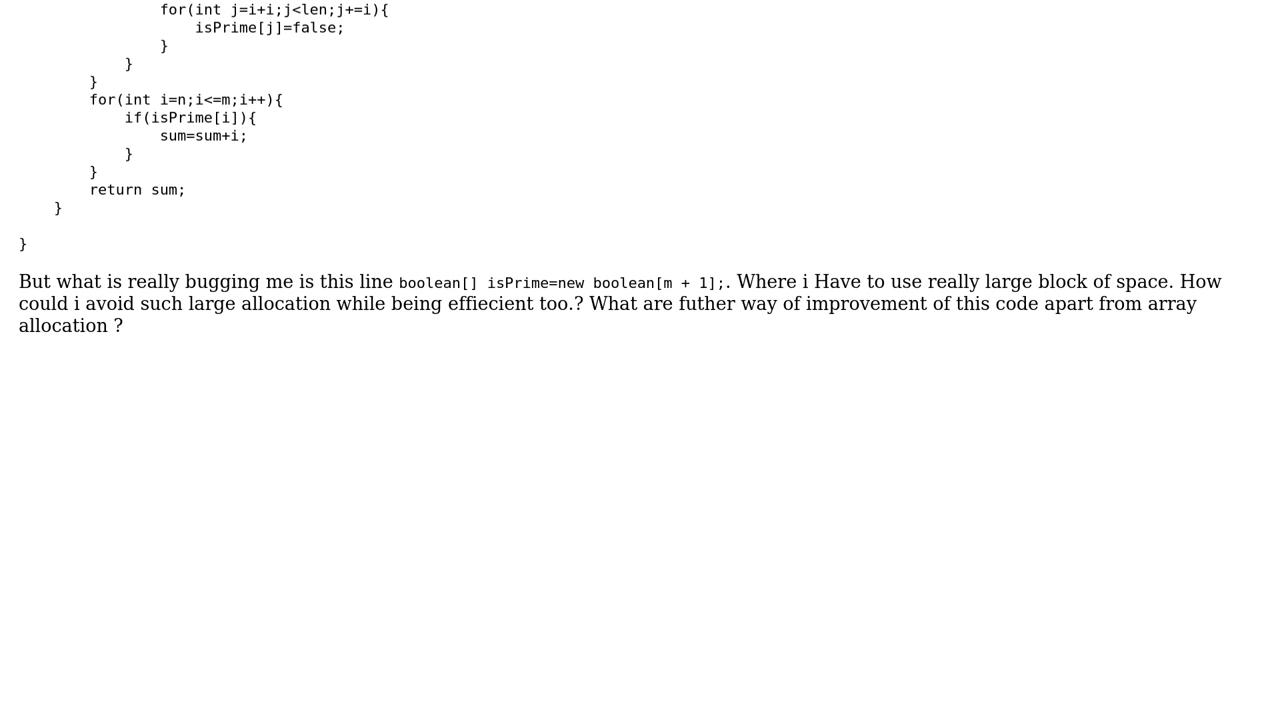 for(int j=i+i;j<len;j+=i){
                    isPrime[j]=false;
                }
            }
        }
        for(int i=n;i<=m;i++){
            if(isPrime[i]){
                sum=sum+i;
            }
        }
        return sum;
    }
}
But what is really bugging me is this line boolean[] isPrime=new boolean[m + 1];. Where i Have to use really large block of space. How
could i avoid such large allocation while being effiecient too.? What are futher way of improvement of this code apart from array
allocation ?